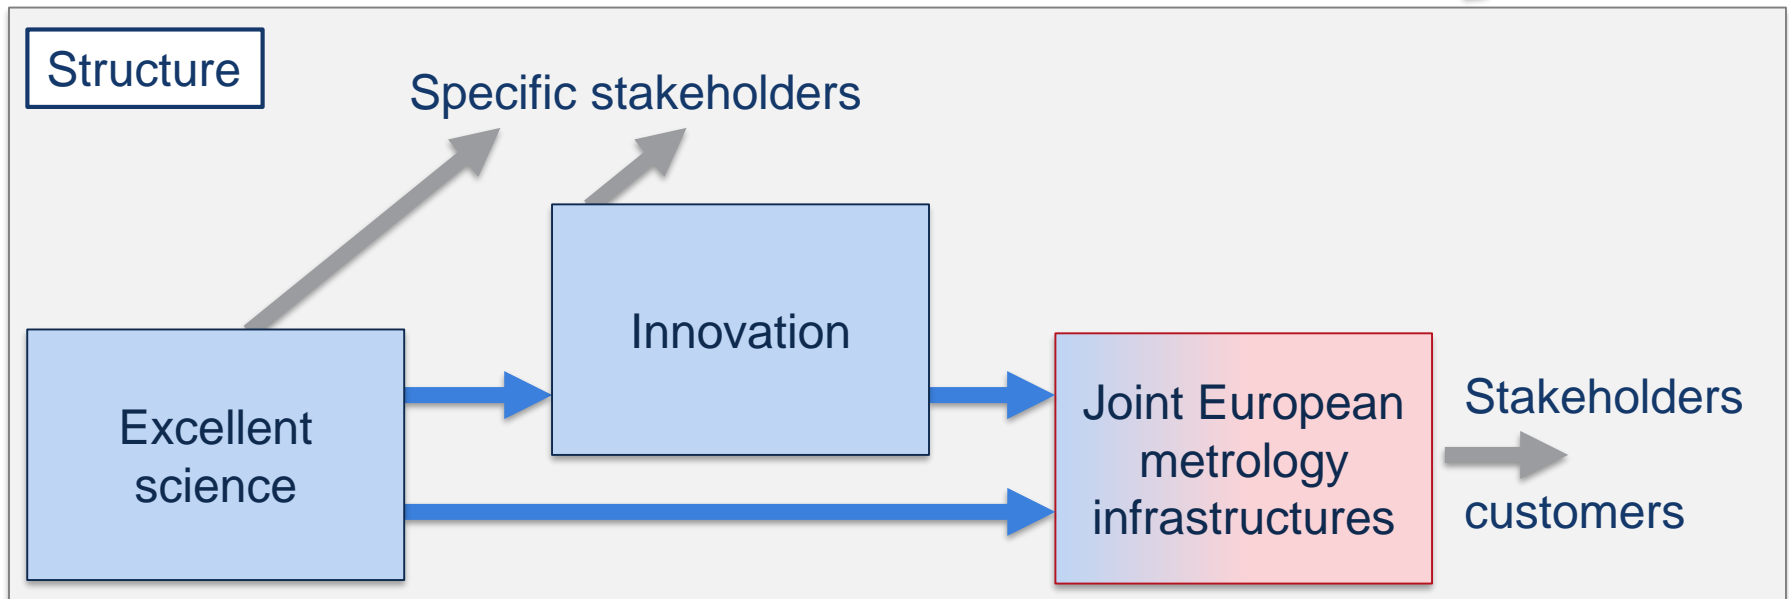 Structure
Specific stakeholders
Innovation
Excellent
science
Joint European
metrology
infrastructures
Stakeholders
customers